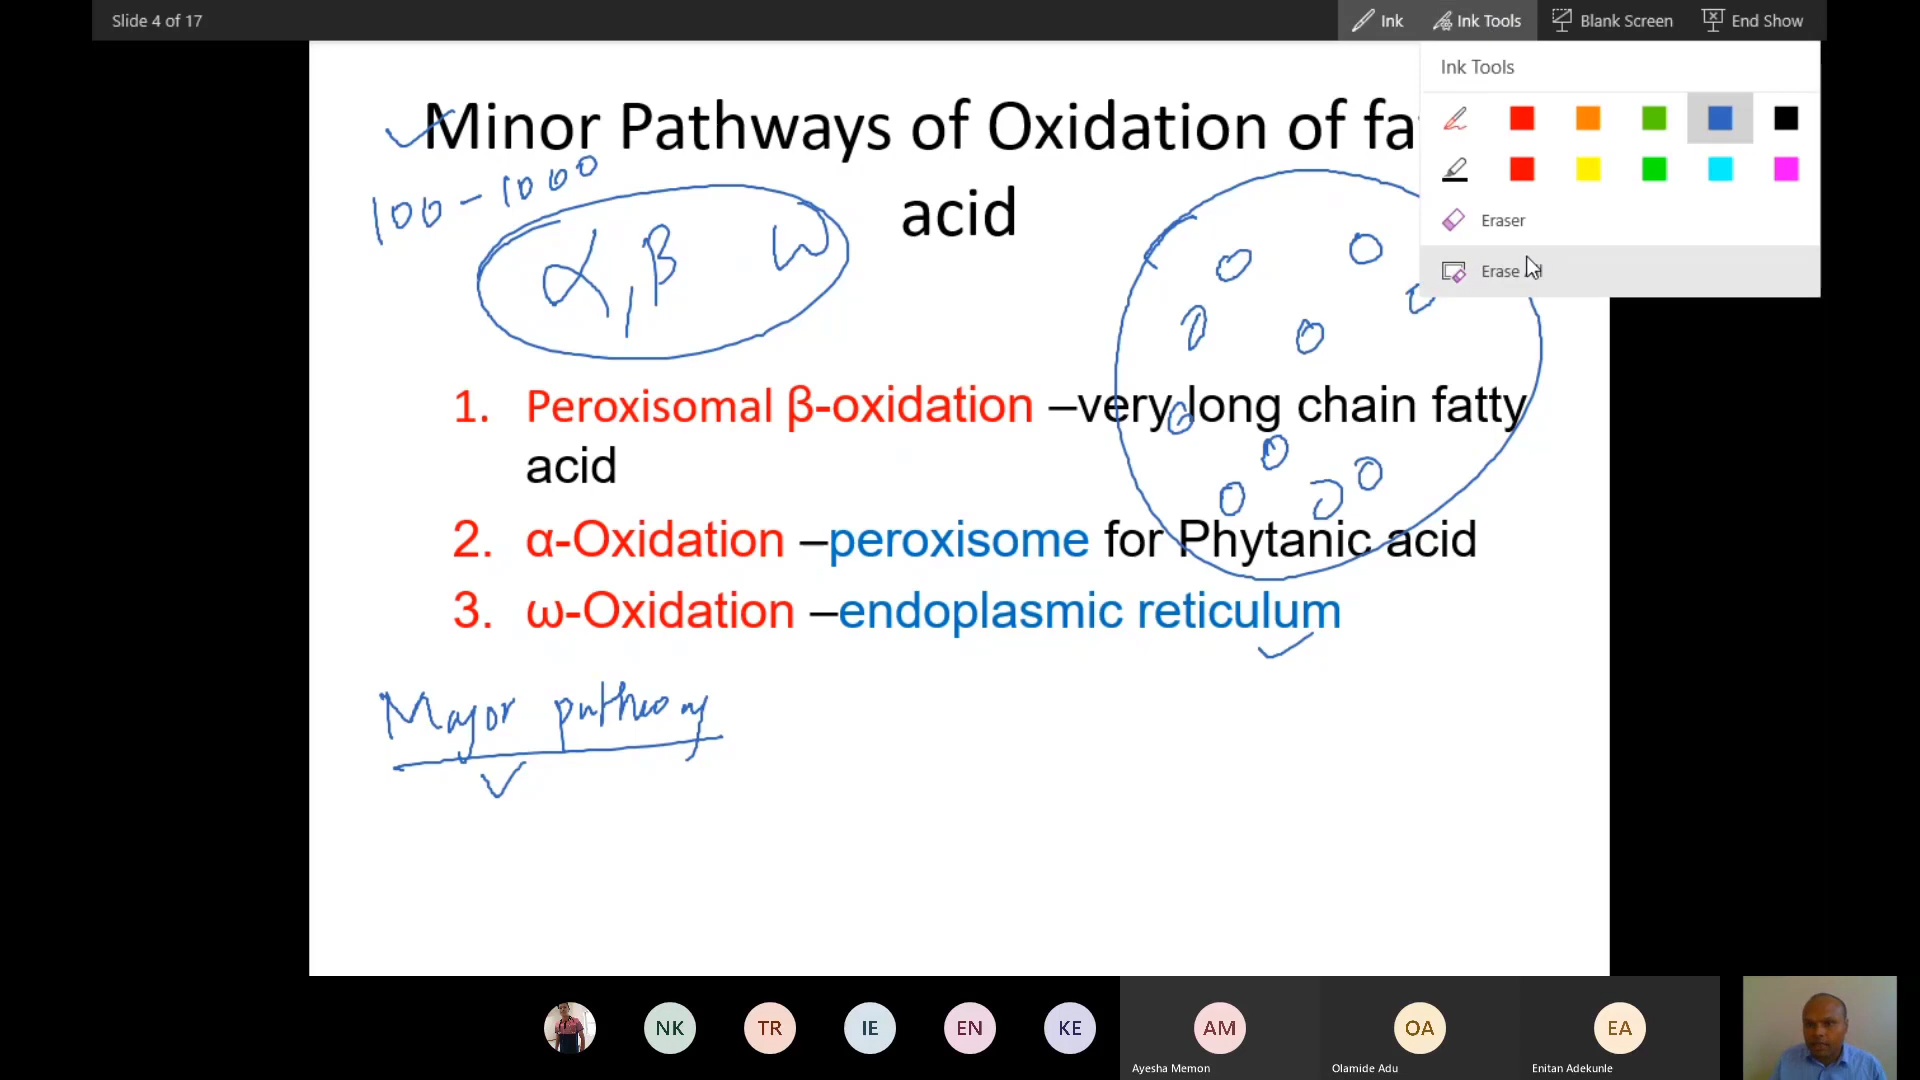 Slide 4 of 17
Ink
Ink Tools
Blank Screen
End Show
Ink Tools
Eraser
Erase
Minor Pathways of Oxidation of fa
acid
100-1000
α, β ω
1. Peroxisomal β-oxidation –very long chain fatty
acid
2. α-Oxidation –peroxisome for Phytanic acid
3. ω-Oxidation –endoplasmic reticulum
Major pathway
NK
TR
IE
EN
KE
AM
OA
EA
Ayesha Memon
Olamide Adu
Enitan Adekunle